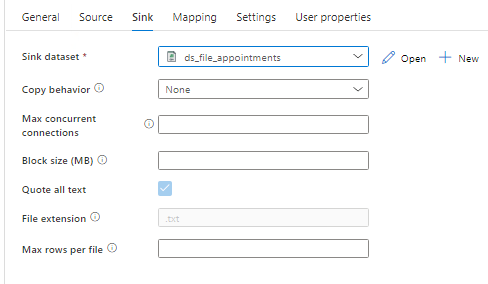 General Source Sink Mapping Settings User properties
Sink dataset * ds_file_appointments Open New
Copy behavior None
Max concurrent
connections
Block size (MB)
Quote all text
File extension .txt
Max rows per file